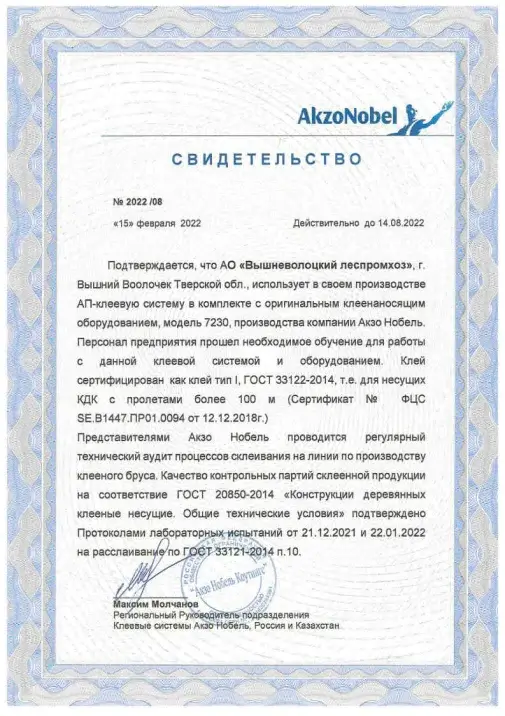 AkzoNobel
СВИДЕТЕЛЬСТВО
№ 2022 /08
«15» февраля 2022 Действительно до 14.08.2022
Подтверждается, что АО «Вышневолоцкий леспромхоз», г.
Вышний Воолочек Тверской обл., использует в своем производстве
АП-клеевую систему в комплекте с оригинальным клеенаносящим
оборудованием, модель 7230, производства компании Акзо Нобель.
Персонал предприятия прошел необходимое обучение для работы
с данной клеевой системой и оборудованием. Клей
сертифицирован как клей тип I, ГОСТ 33122-2014, т.е. для несущих
КДК с пролетами более 100 м (Сертификат № ФЦС
SE.В1447.ПР01.0094 от 12.12.2018г.)
Представителями Акзо Нобель проводится регулярный
технический аудит процессов склеивания на линии по производству
клееного бруса. Качество контрольных партий склеенной продукции
на соответствие ГОСТ 20850-2014 «Конструкции деревянных
клееные несущие. Общие технические условия» подтверждено
Протоколами лабораторных испытаний от 21.12.2021 и 22.01.2022
на расслаивание по ГОСТ 33121-2014 п.10.
"Акзо Нобель Коутингс"
Максим Молчанов
Региональный Руководитель подразделения
Клеевые системы Акзо Нобель, Россия и Казахстан